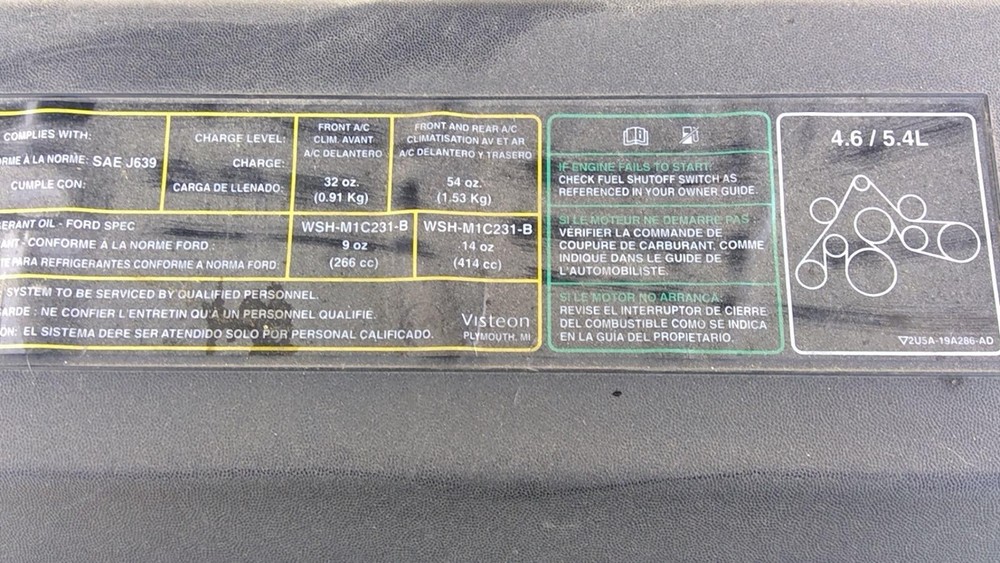 COMPLIES WITH:
ORME À LA NORME: SAE J639
CUMPLE CON:
CHARGE LEVEL:
CHARGE:
CARGA DE LLENADO:
FRONT A/C
CLIM. AVANT
A/C DELANTERO
32 oz.
(0.91 Kg)
FRONT AND REAR A/C
CLIMATISATION AV ET AR
A/C DELANTERO Y TRASERO
54 oz.
(1.53 Kg)
ERANT OIL - FORD SPEC
ANT - CONFORME À LA NORME FORD :
TE PARA REFRIGERANTES CONFORME A NORMA FORD:
WSH-M1C231-B
9 oz
(266 cc)
WSH-M1C231-B
14 oz
(414 cc)
SYSTEM TO BE SERVICED BY QUALIFIED PERSONNEL.
ARDE : NE CONFIER L'ENTRETIN QU'A UN PERSONNEL QUALIFIE.
ON: EL SISTEMA DEBE SER ATENDIDO SOLO POR PERSONAL CALIFICADO.
Visteon
PLYMOUTH, MI
IF ENGINE FAILS TO START:
CHECK FUEL SHUTOFF SWITCH AS
REFERENCED IN YOUR OWNER GUIDE.
SI LE MOTEUR NE DÉMARRE PAS :
VÉRIFIER LA COMMANDE DE
COUPURE DE CARBURANT. COMME
INDIQUÉ DANS LE GUIDE DE
L'AUTOMOBILISTE.
SI LE MOTOR NO ARRANCA:
REVISE EL INTERRUPTOR DE CIERRE
DEL COMBUSTIBLE COMO SE INDICA
EN LA GUÍA DEL PROPIETARIO.
4.6 / 5.4L
2U5A-19A286-AD